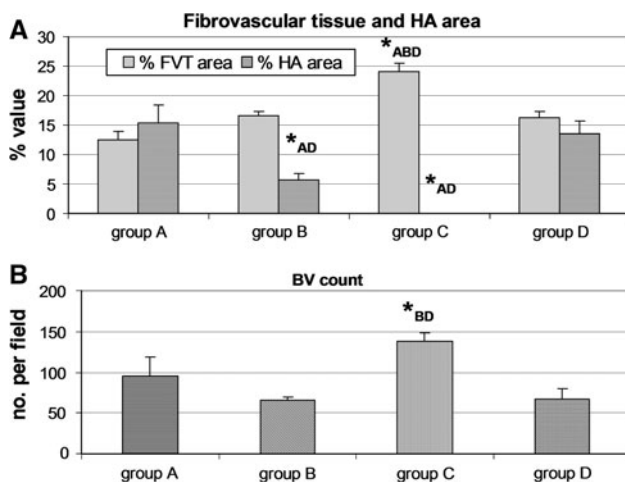 A
Fibrovascular tissue and HA area
30
25
20
15
10
5
0
% value
% FVT area
% HA area
*AD
*ABD
*AD
group A group B group C group D
B
BV count
200
150
100
50
0
no. per field
*BD
group A group B group C group D